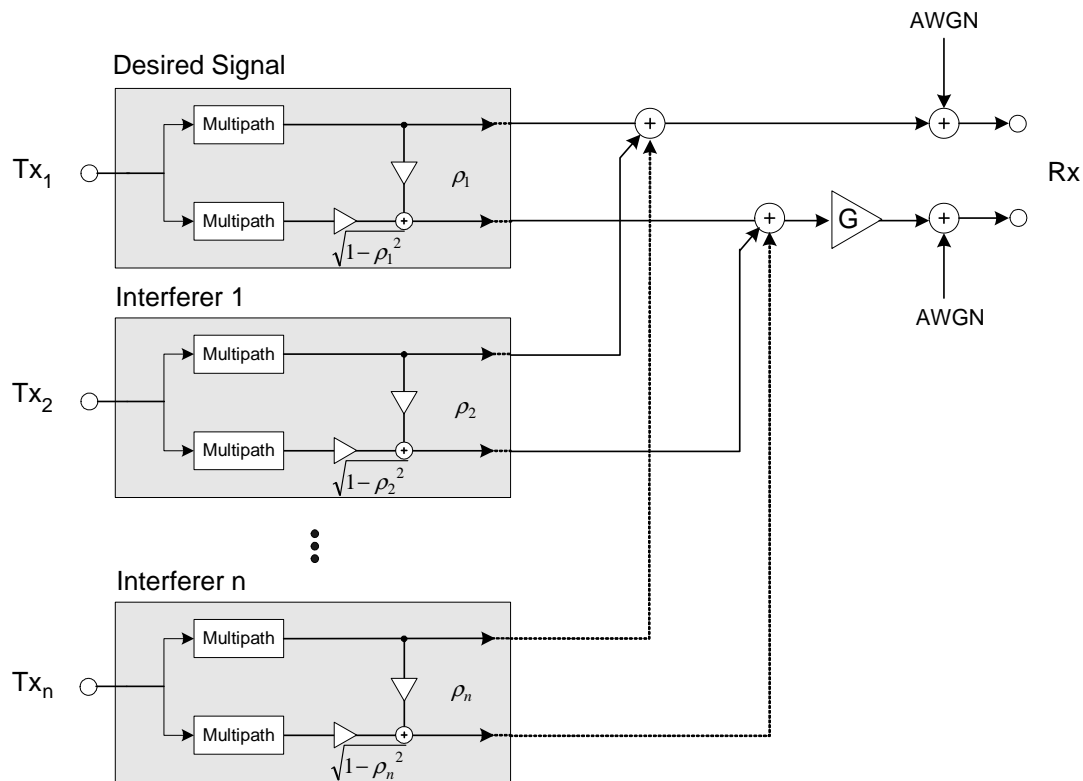 AWGN
Desired Signal
Multipath
Tx₁
ρ₁
Rx
Multipath
√1−ρ₁²
G
AWGN
Interferer 1
Multipath
Tx₂
ρ₂
Multipath
√1−ρ₂²
Interferer n
Multipath
Txₙ
ρₙ
Multipath
√1−ρₙ²